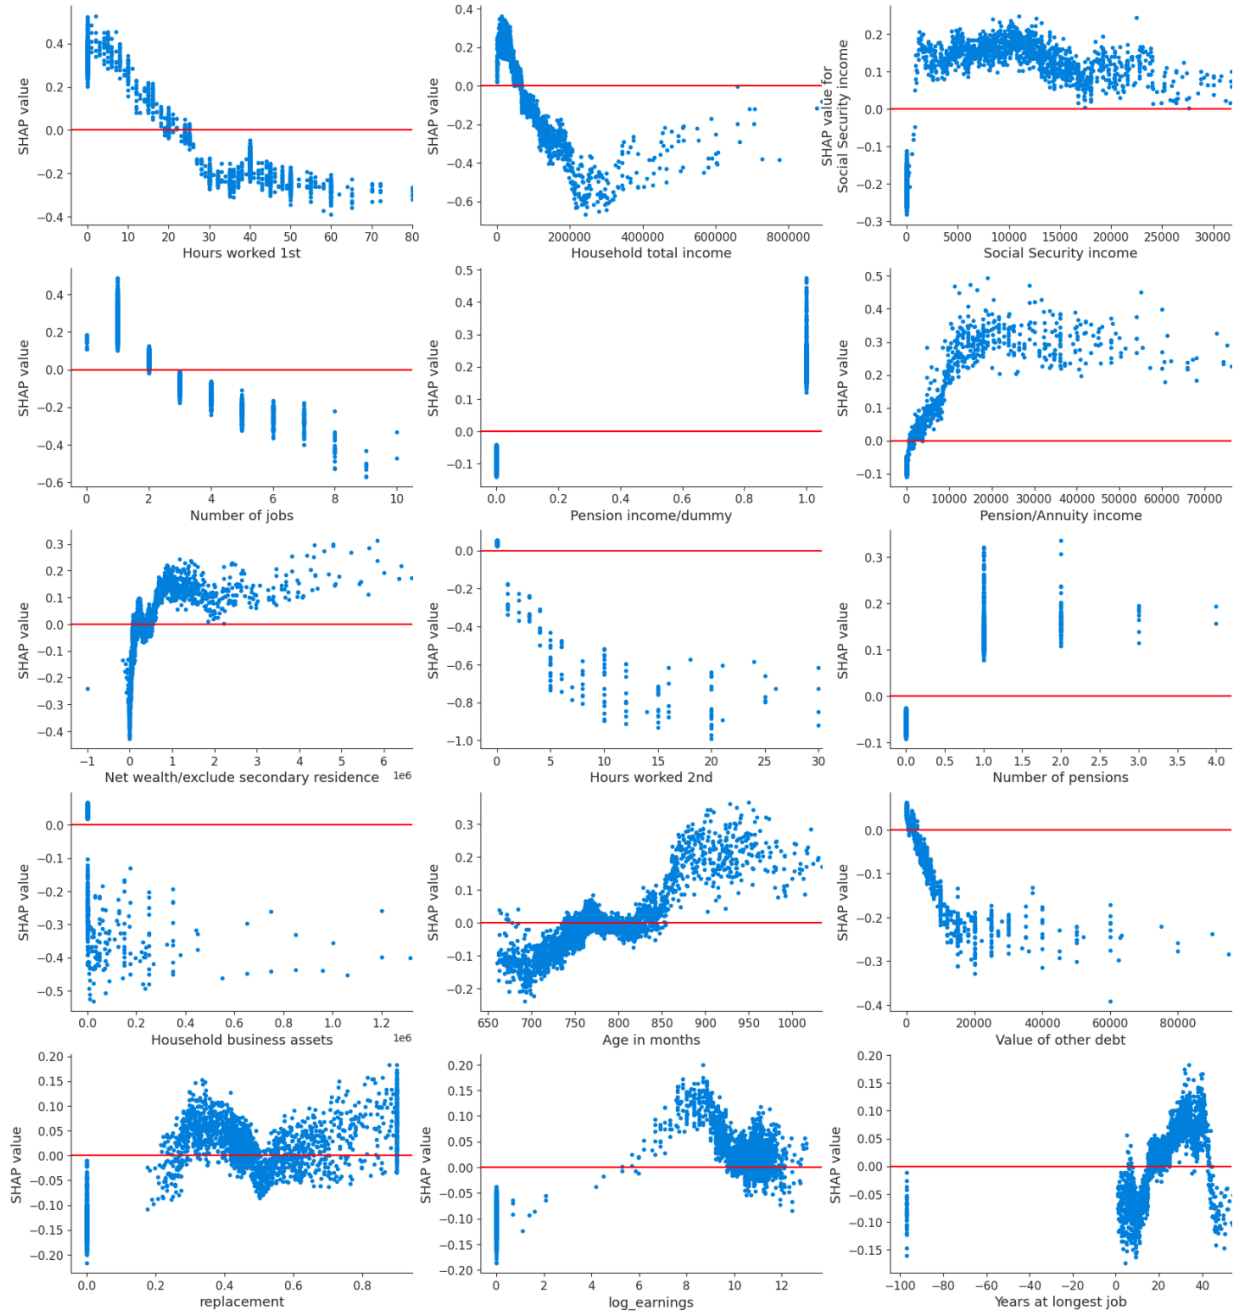 SHAP value
0.4
0.2
0.0
−0.2
−0.4
0 10 20 30 40 50 60 70 80
Hours worked 1st
SHAP value
0.4
0.2
0.0
−0.2
−0.4
−0.6
0 200000 400000 600000 800000
Household total income
SHAP value for
Social Security income
0.2
0.1
0.0
−0.1
−0.2
−0.3
0 5000 10000 15000 20000 25000 30000
Social Security income
SHAP value
0.4
0.2
0.0
−0.2
−0.4
−0.6
0 2 4 6 8 10
Number of jobs
SHAP value
0.5
0.4
0.3
0.2
0.1
0.0
−0.1
0.0 0.2 0.4 0.6 0.8 1.0
Pension income/dummy
SHAP value
0.5
0.4
0.3
0.2
0.1
0.0
−0.1
0 10000 20000 30000 40000 50000 60000 70000
Pension/Annuity income
SHAP value
0.3
0.2
0.1
0.0
−0.1
−0.2
−0.3
−0.4
−1 0 1 2 3 4 5 6
Net wealth/exclude secondary residence 1e6
SHAP value
0.0
−0.2
−0.4
−0.6
−0.8
−1.0
0 5 10 15 20 25 30
Hours worked 2nd
SHAP value
0.3
0.2
0.1
0.0
−0.1
0.0 0.5 1.0 1.5 2.0 2.5 3.0 3.5 4.0
Number of pensions
SHAP value
0.0
−0.1
−0.2
−0.3
−0.4
−0.5
0.0 0.2 0.4 0.6 0.8 1.0 1.2
Household business assets 1e6
SHAP value
0.3
0.2
0.1
0.0
−0.1
−0.2
650 700 750 800 850 900 950 1000
Age in months
SHAP value
0.0
−0.1
−0.2
−0.3
−0.4
0 20000 40000 60000 80000
Value of other debt
SHAP value
0.20
0.15
0.10
0.05
0.00
−0.05
−0.10
−0.15
−0.20
0.0 0.2 0.4 0.6 0.8
replacement
SHAP value
0.20
0.15
0.10
0.05
0.00
−0.05
−0.10
−0.15
−0.20
0 2 4 6 8 10 12
log_earnings
SHAP value
0.20
0.15
0.10
0.05
0.00
−0.05
−0.10
−0.15
−100 −80 −60 −40 −20 0 20 40
Years at longest job